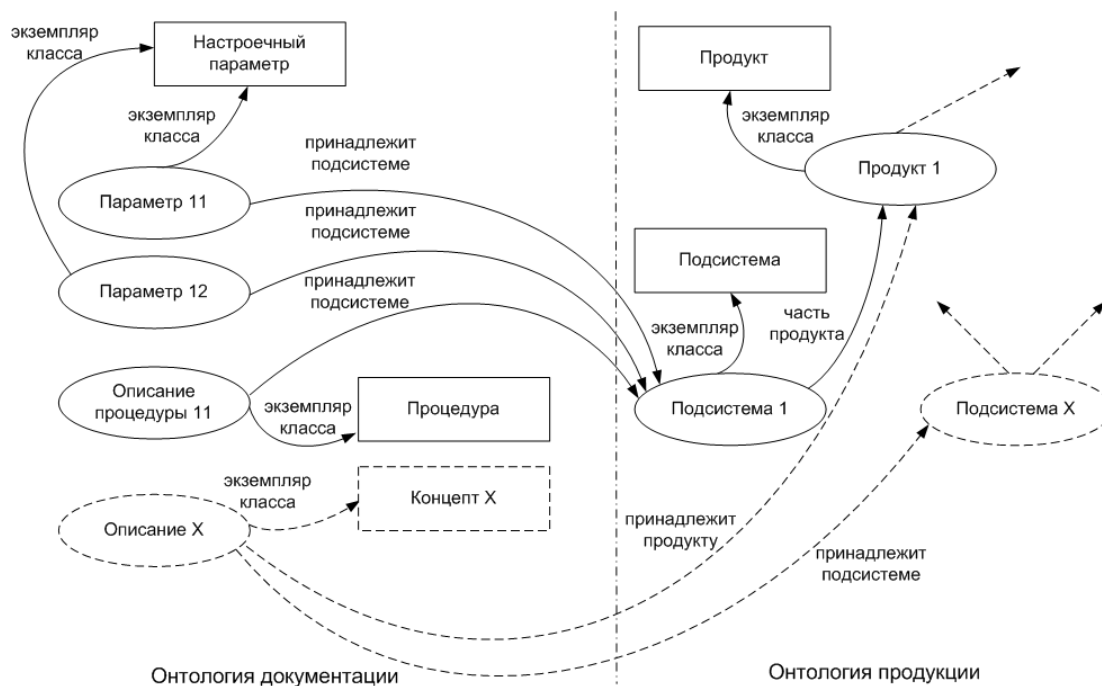 экземпляр
класса
Настроечный
параметр
экземпляр
класса
Параметр 11
принадлежит
подсистеме
принадлежит
подсистеме
Параметр 12
принадлежит
подсистеме
Описание
процедуры 11
экземпляр
класса
Процедура
экземпляр
класса
Концепт X
Описание X
Онтология документации
Продукт
экземпляр
класса
Продукт 1
Подсистема
экземпляр
класса
часть
продукта
Подсистема 1
Подсистема X
принадлежит
продукту
принадлежит
подсистеме
Онтология продукции